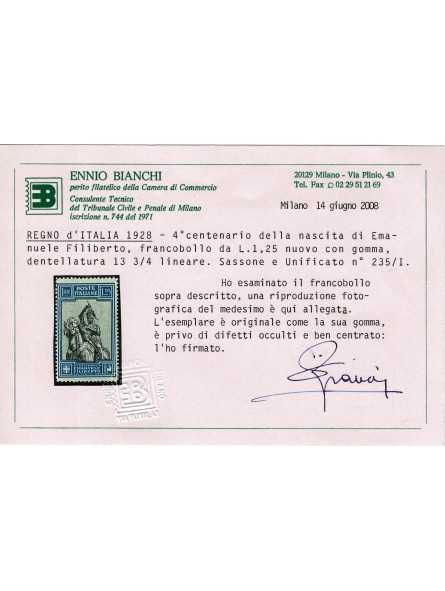 ENNIO BIANCHI
perito filatelico della Camera di Commercio
Consulente Tecnico
del Tribunale Civile e Penale di Milano
iscrizione n. 744 del 1971
20129 Milano - Via Plinio, 43
Tel. Fax 02 29 51 21 69
Milano 14 giugno 2008
REGNO d'ITALIA 1928 - 4°centenario della nascita di Ema-
nuele Filiberto, francobollo da L.1,25 nuovo con gomma,
dentellatura 13 3/4 lineare. Sassone e Unificato n° 235/I.
Ho esaminato il francobollo
sopra descritto, una riproduzione foto-
grafica del medesimo è qui allegata.
L'esemplare è originale come la sua gomma,
è privo di difetti occulti e ben centrato:
l'ho firmato.
POSTE
ITALIANE
1.25